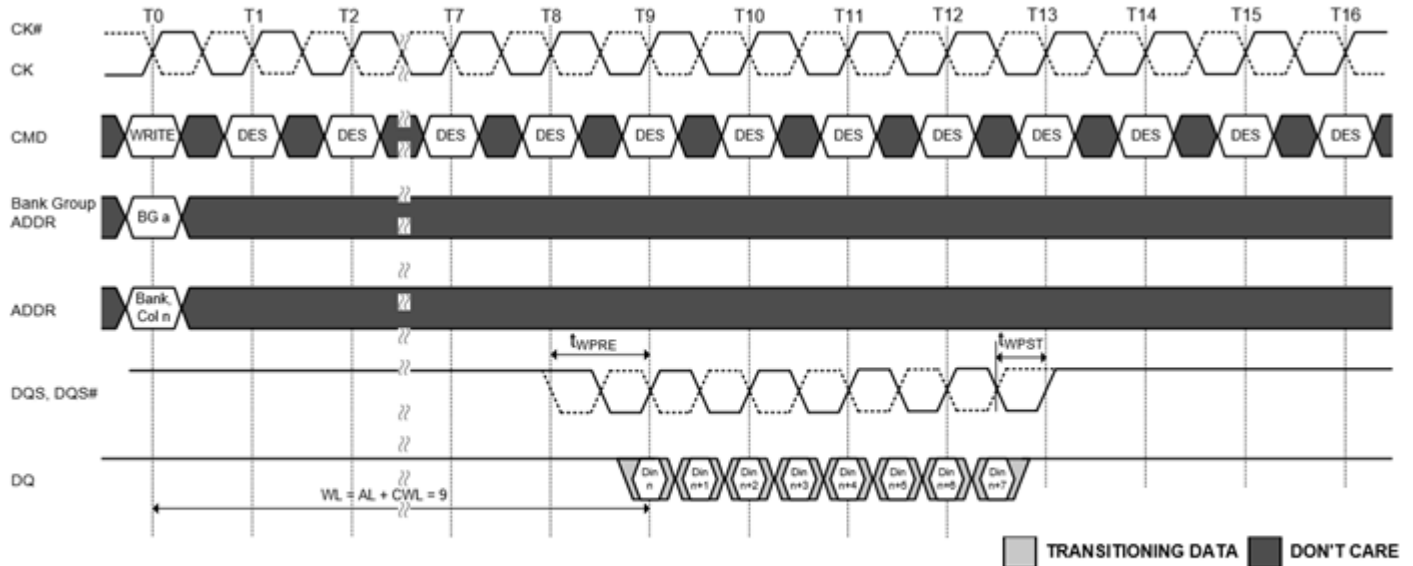 T0 T1 T2 T7 T8 T9 T10 T11 T12 T13 T14 T15 T16
CK#
CK
CMD WRITE DES DES DES DES DES DES DES DES DES DES DES DES
Bank Group
ADDR
BG a
ADDR
Bank,
Col n
tWPRE tWPST
DQS, DQS#
DQ
Din Din Din Din Din Din Din Din
n n+1 n+2 n+3 n+4 n+5 n+6 n+7
WL = AL + CWL = 9
TRANSITIONING DATA DON'T CARE